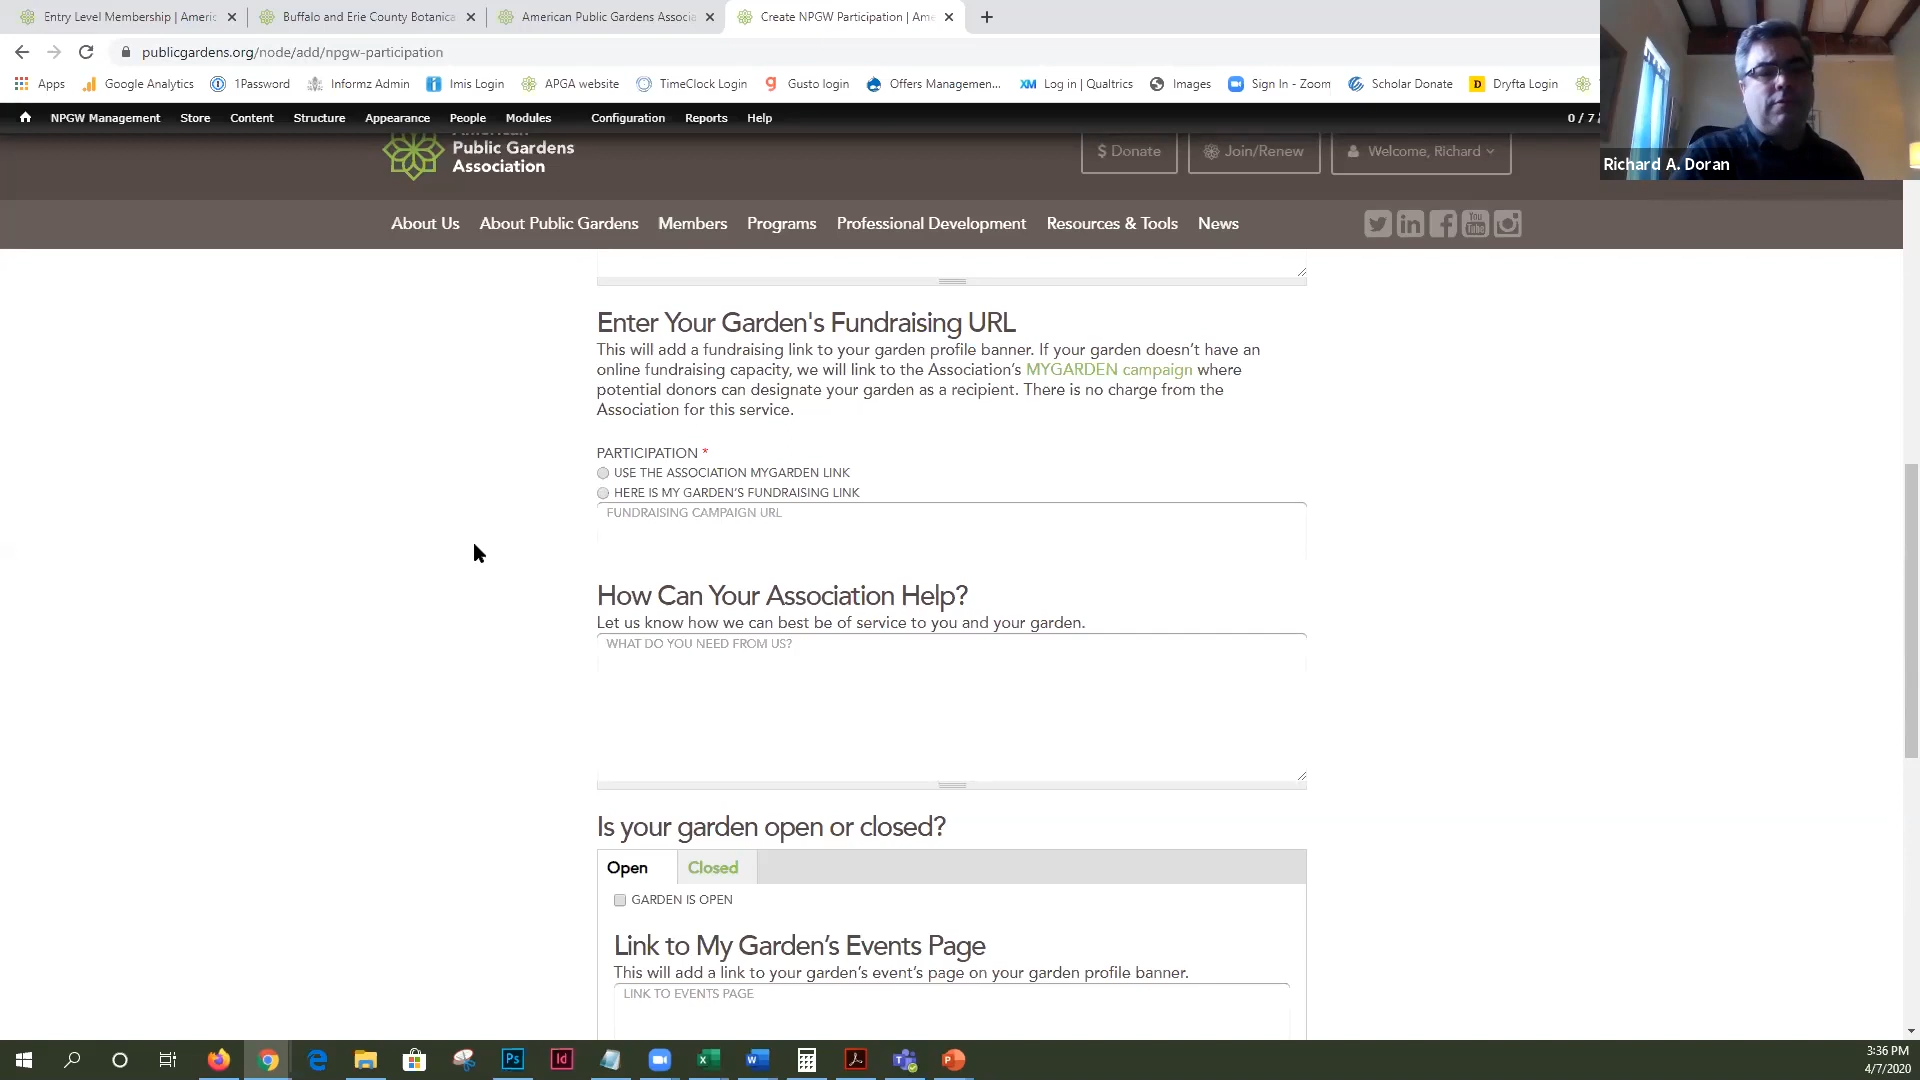 Entry Level Membership | Americ
Buffalo and Erie County Botanica
American Public Gardens Associa
Create NPGW Participation | Ame
publicgardens.org/node/add/npgw-participation
Apps
Google Analytics
1Password
Informz Admin
Imis Login
APGA website
TimeClock Login
Gusto login
Offers Managemen...
XM
Log in | Qualtrics
Images
Sign In - Zoom
Scholar Donate
D
Dryfta Login
NPGW Management
Store
Content
Structure
Appearance
People
Modules
Configuration
Reports
Help
0 / 7
Richard A. Doran
American
Public Gardens
Association
$ Donate
Join/Renew
Welcome, Richard
About Us
About Public Gardens
Members
Programs
Professional Development
Resources & Tools
News
You
Tube
Enter Your Garden's Fundraising URL
This will add a fundraising link to your garden profile banner. If your garden doesn't have an
online fundraising capacity, we will link to the Association's MYGARDEN campaign where
potential donors can designate your garden as a recipient. There is no charge from the
Association for this service.
PARTICIPATION *
USE THE ASSOCIATION MYGARDEN LINK
HERE IS MY GARDEN'S FUNDRAISING LINK
FUNDRAISING CAMPAIGN URL
How Can Your Association Help?
Let us know how we can best be of service to you and your garden.
WHAT DO YOU NEED FROM US?
Is your garden open or closed?
Open
Closed
GARDEN IS OPEN
Link to My Garden's Events Page
This will add a link to your garden's event's page on your garden profile banner.
LINK TO EVENTS PAGE
Ps
Id
3:36 PM
4/7/2020